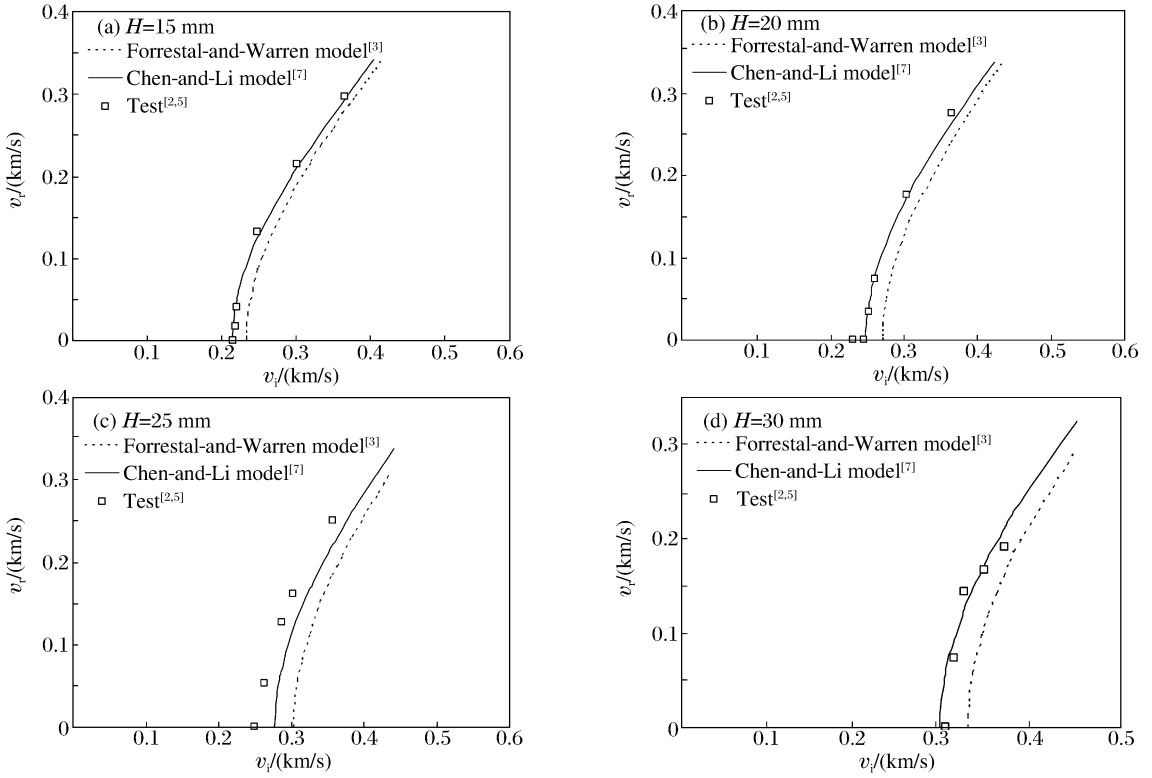 0.4
(a) H=15 mm
Forrestal-and-Warren model[3]
Chen-and-Li model[7]
Test[2,5]
0.3
0.2
0.1
0
vr/(km/s)
0.1 0.2 0.3 0.4 0.5 0.6
vi/(km/s)
0.4
(b) H=20 mm
Forrestal-and-Warren model[3]
Chen-and-Li model[7]
Test[2,5]
0.3
0.2
0.1
0
vr/(km/s)
0.1 0.2 0.3 0.4 0.5 0.6
vi/(km/s)
0.4
(c) H=25 mm
Forrestal-and-Warren model[3]
Chen-and-Li model[7]
Test[2,5]
0.3
0.2
0.1
0
vr/(km/s)
0.1 0.2 0.3 0.4 0.5 0.6
vi/(km/s)
(d) H=30 mm
Forrestal-and-Warren model[3]
Chen-and-Li model[7]
Test[2,5]
0.3
0.2
0.1
0
vr/(km/s)
0.1 0.2 0.3 0.4 0.5
vi/(km/s)